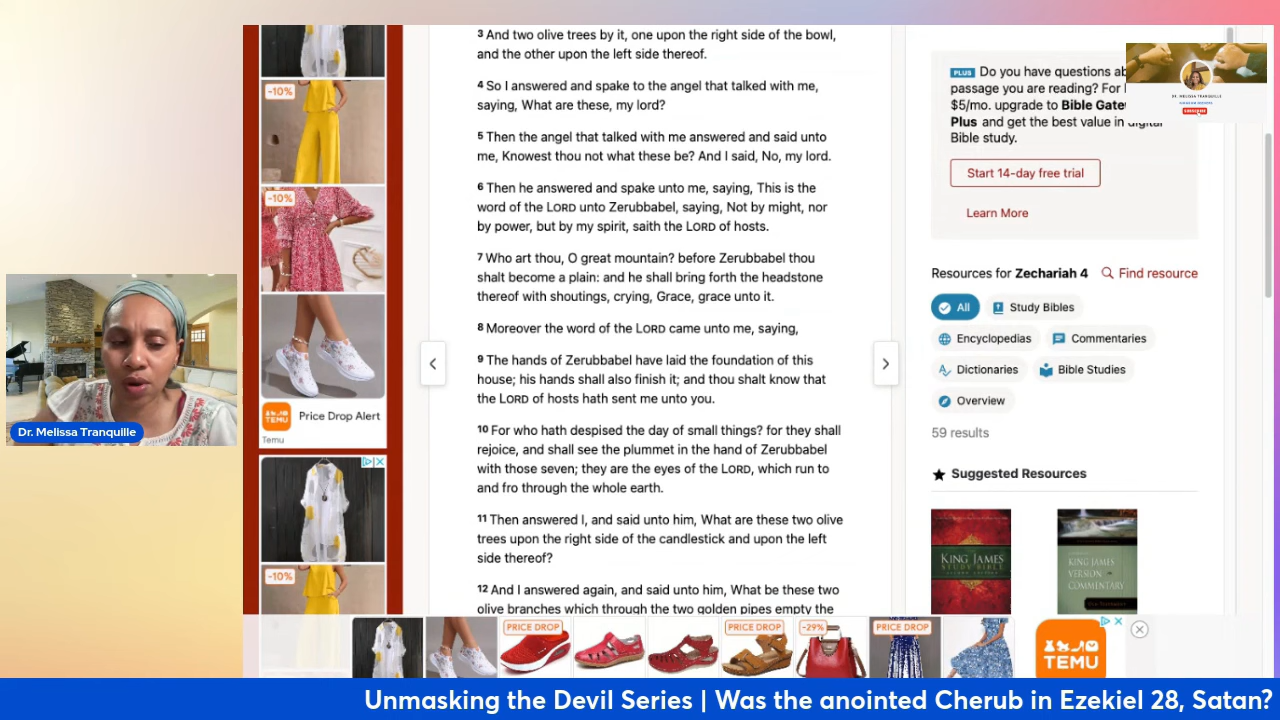 3 And two olive trees by it, one upon the right side of the bowl,
and the other upon the left side thereof.
4 So I answered and spake to the angel that talked with me,
saying, What are these, my lord?
5 Then the angel that talked with me answered and said unto
me, Knowest thou not what these be? And I said, No, my lord.
6 Then he answered and spake unto me, saying, This is the
word of the LORD unto Zerubbabel, saying, Not by might, nor
by power, but by my spirit, saith the LORD of hosts.
7 Who art thou, O great mountain? before Zerubbabel thou
shalt become a plain: and he shall bring forth the headstone
thereof with shoutings, crying, Grace, grace unto it.
8 Moreover the word of the LORD came unto me, saying,
9 The hands of Zerubbabel have laid the foundation of this
house; his hands shall also finish it; and thou shalt know that
the LORD of hosts hath sent me unto you.
10 For who hath despised the day of small things? for they shall
rejoice, and shall see the plummet in the hand of Zerubbabel
with those seven; they are the eyes of the LORD, which run to
and fro through the whole earth.
11 Then answered I, and said unto him, What are these two olive
trees upon the right side of the candlestick and upon the left
side thereof?
12 And I answered again, and said unto him, What be these two
olive branches which through the two golden pipes empty the
-10%
-10%
TEMU
Price Drop Alert
Temu
-10%
PLUS Do you have questions
passage you are reading? For
$5/mo. upgrade to Bible
Plus and get the best value in digital
Bible study.
Start 14-day free trial
Learn More
DR. MELISSA TRANQUILLE
SUBSCRIBE
Resources for Zechariah 4 Find resource
All Study Bibles
Encyclopedias Commentaries
Dictionaries Bible Studies
Overview
59 results
Suggested Resources
KING JAMES
STUDY BIBLE
KING JAMES
VERSION
COMMENTARY
PRICE DROP
PRICE DROP
-29%
PRICE DROP
TEMU
Dr. Melissa Tranquille
Unmasking the Devil Series | Was the anointed Cherub in Ezekiel 28, Satan?